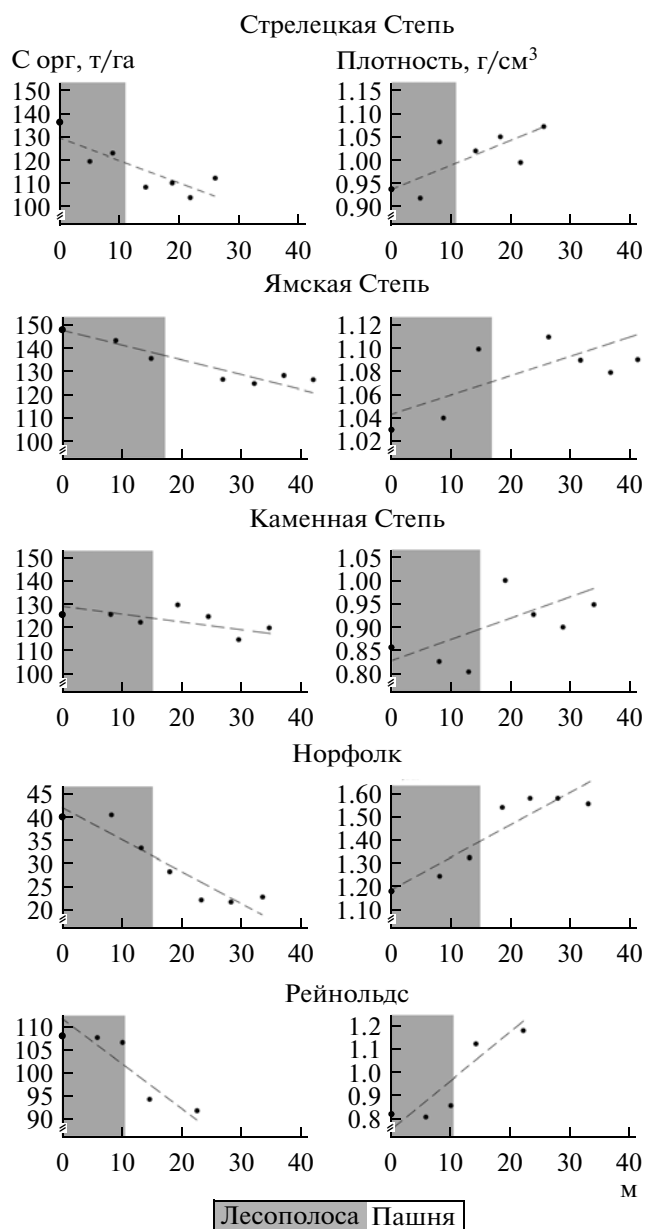 Стрелецкая Степь
С орг, т/га Плотность, г/см³
150 1.15
140 1.10
130 1.05
120 1.00
110 0.95
100 0.90
0 10 20 30 40 0 10 20 30 40
Ямская Степь
150 1.12
140 1.10
130 1.08
120 1.06
110 1.04
100 1.02
0 10 20 30 40 0 10 20 30 40
Каменная Степь
150
140 1.00
130 0.95
120 0.90
110 0.85
100 0.80
0 10 20 30 40 0 10 20 30 40
Норфолк
45 1.60
40 1.50
35 1.40
30 1.30
25 1.20
20 1.10
0 10 20 30 40 0 10 20 30 40
Рейнольдс
110 1.2
105 1.1
100 1.0
95 0.9
90 0.8
0 10 20 30 40 0 10 20 30 40
м
Лесополоса Пашня